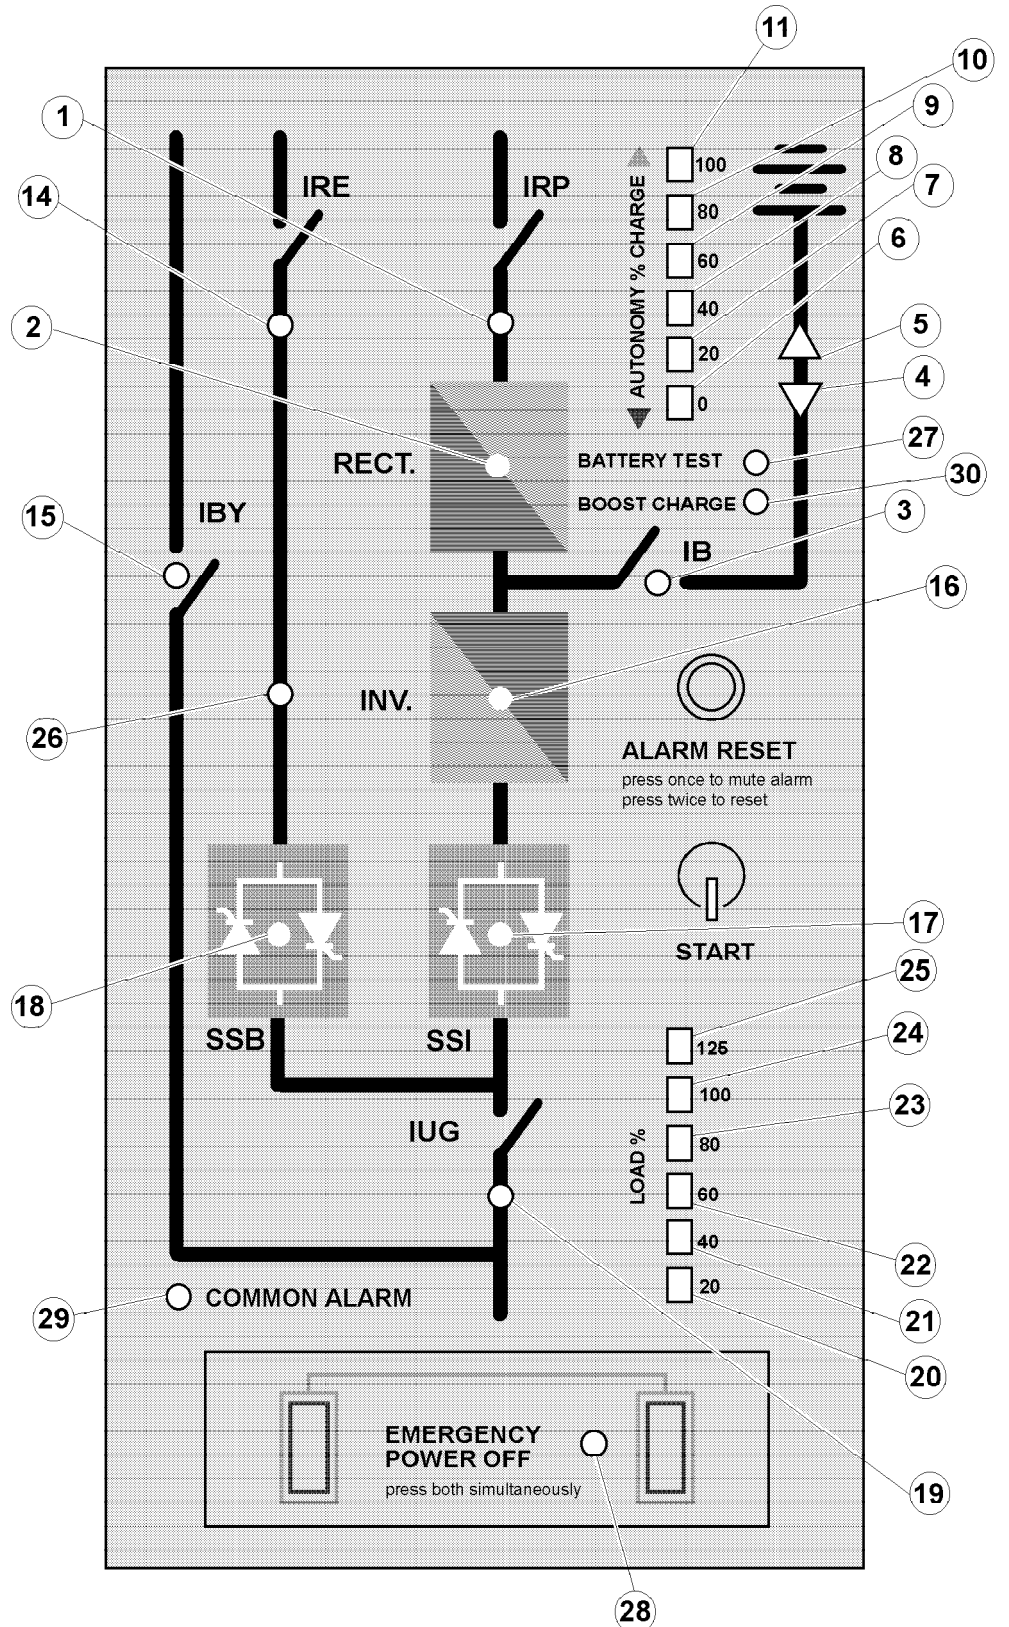 11
10
1
9
8
14
IRE
IRP
AUTONOMY % CHARGE
100
80
60
40
20
0
7
6
2
5
4
RECT.
BATTERY TEST
27
BOOST CHARGE
30
15
IBY
3
IB
16
INV.
26
ALARM RESET
press once to mute alarm
press twice to reset
17
START
18
25
SSB
SSI
24
23
IUG
LOAD %
125
100
80
60
40
20
22
29
COMMON ALARM
21
20
EMERGENCY
POWER OFF
press both simultaneously
19
28